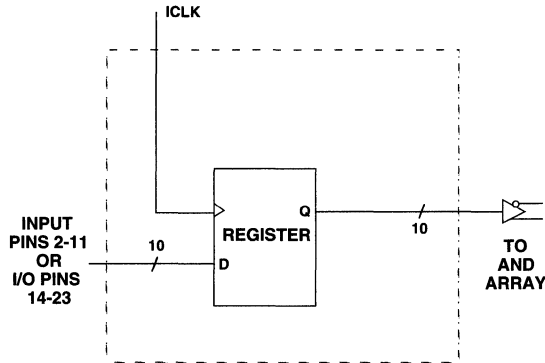 ICLK
Q
REGISTER
10
D
10
INPUT
PINS 2-11
OR
I/O PINS
14-23
TO
AND
ARRAY